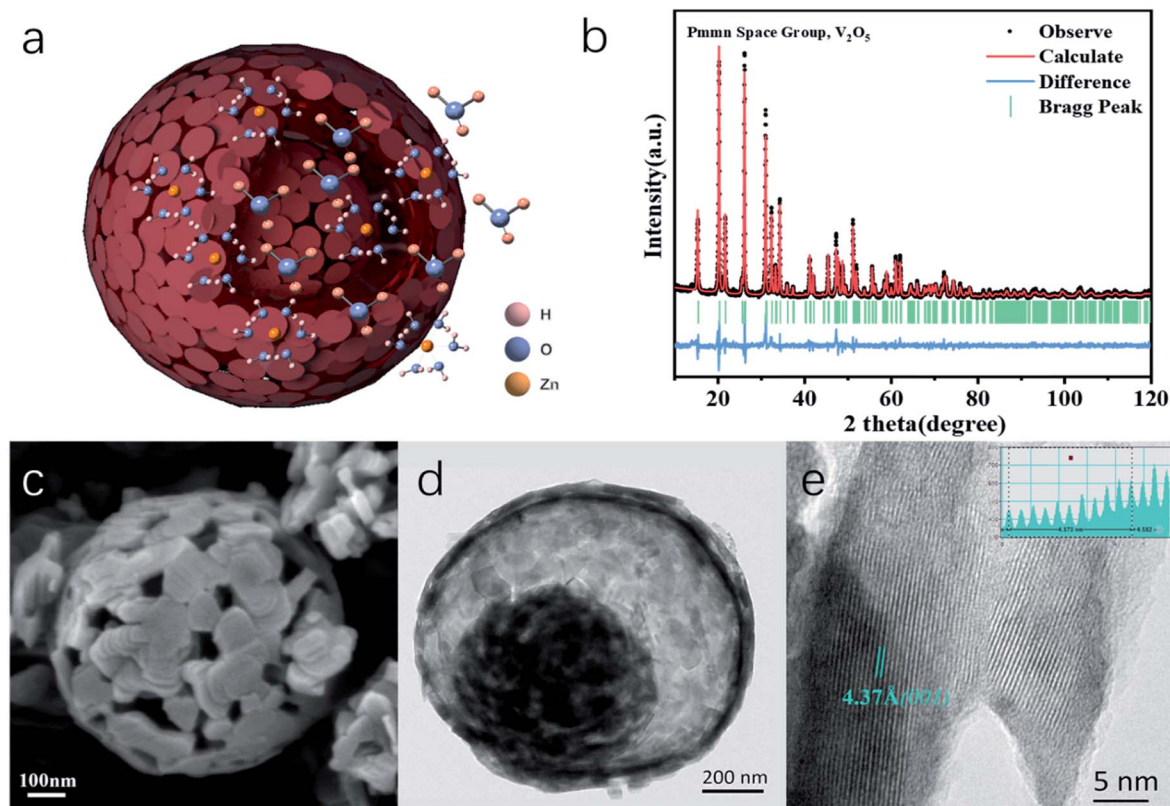 a
H
O
Zn
b
Pmmn Space Group, V₂O₅
Observe
Calculate
Difference
Bragg Peak
Intensity(a.u.)
20 40 60 80 100 120
2 theta(degree)
c
100nm
d
200 nm
e
4.37Å(001)
5 nm